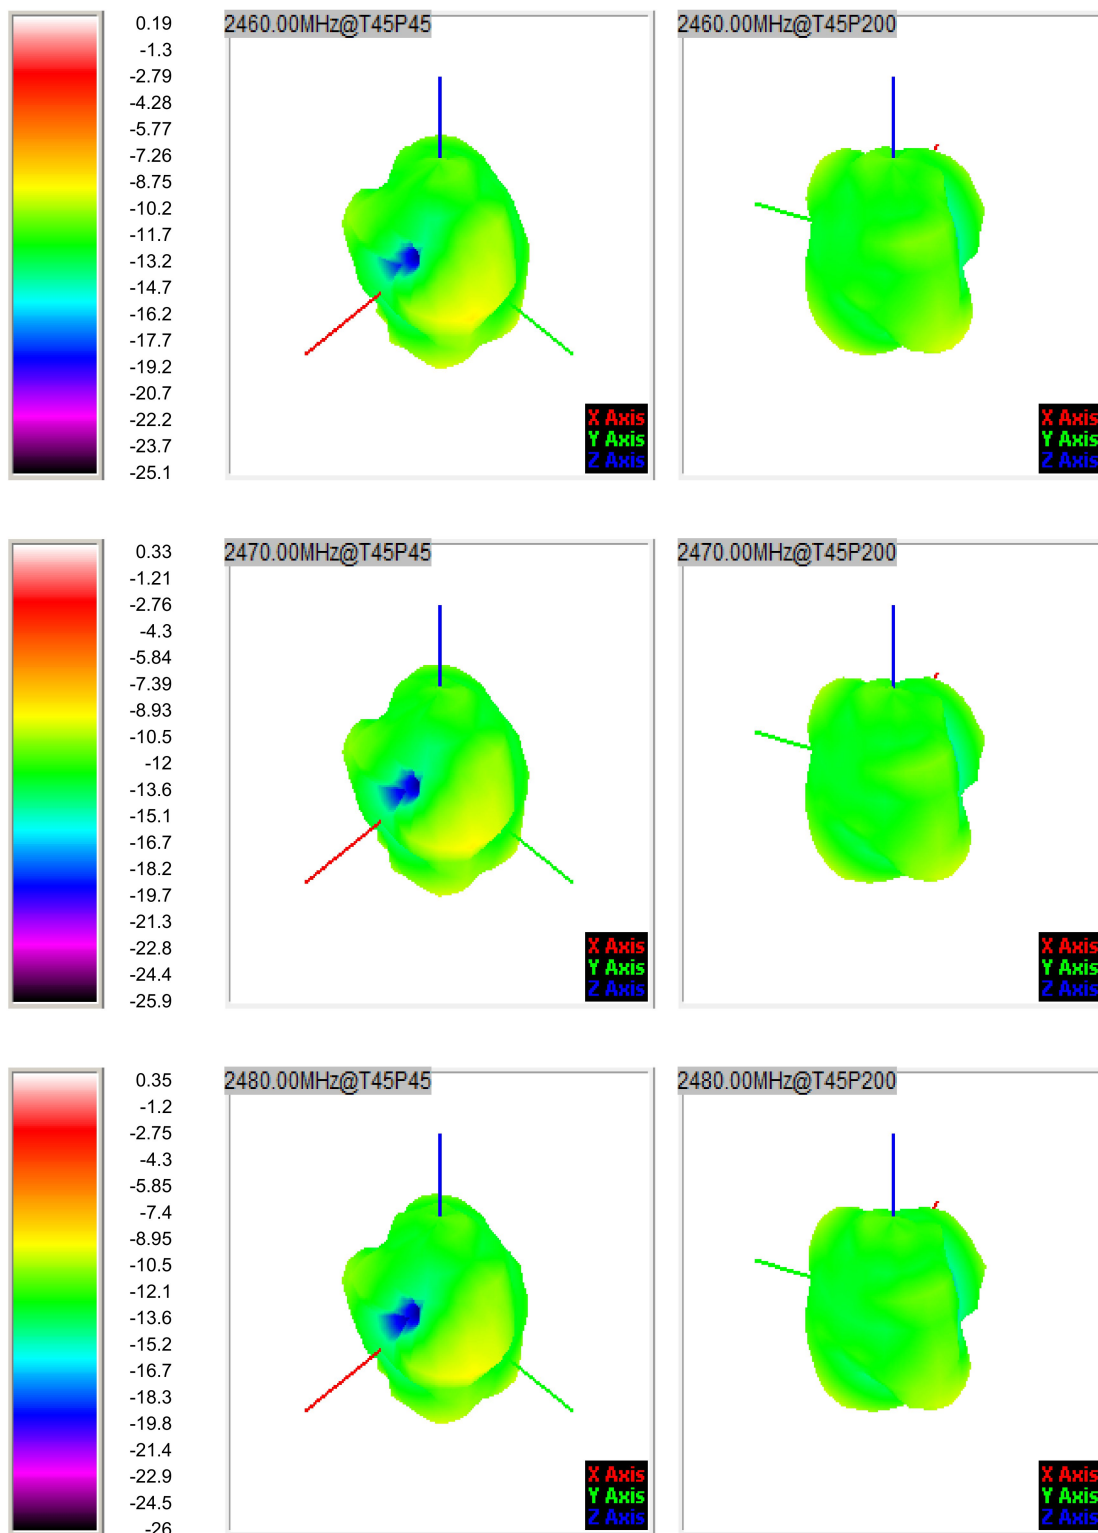 0.19
-1.3
-2.79
-4.28
-5.77
-7.26
-8.75
-10.2
-11.7
-13.2
-14.7
-16.2
-17.7
-19.2
-20.7
-22.2
-23.7
-25.1
2460.00MHz@T45P45
X Axis
Y Axis
Z Axis
2460.00MHz@T45P200
X Axis
Y Axis
Z Axis
0.33
-1.21
-2.76
-4.3
-5.84
-7.39
-8.93
-10.5
-12
-13.6
-15.1
-16.7
-18.2
-19.7
-21.3
-22.8
-24.4
-25.9
2470.00MHz@T45P45
X Axis
Y Axis
Z Axis
2470.00MHz@T45P200
X Axis
Y Axis
Z Axis
0.35
-1.2
-2.75
-4.3
-5.85
-7.4
-8.95
-10.5
-12.1
-13.6
-15.2
-16.7
-18.3
-19.8
-21.4
-22.9
-24.5
-26
2480.00MHz@T45P45
X Axis
Y Axis
Z Axis
2480.00MHz@T45P200
X Axis
Y Axis
Z Axis